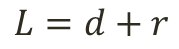 L = d + r